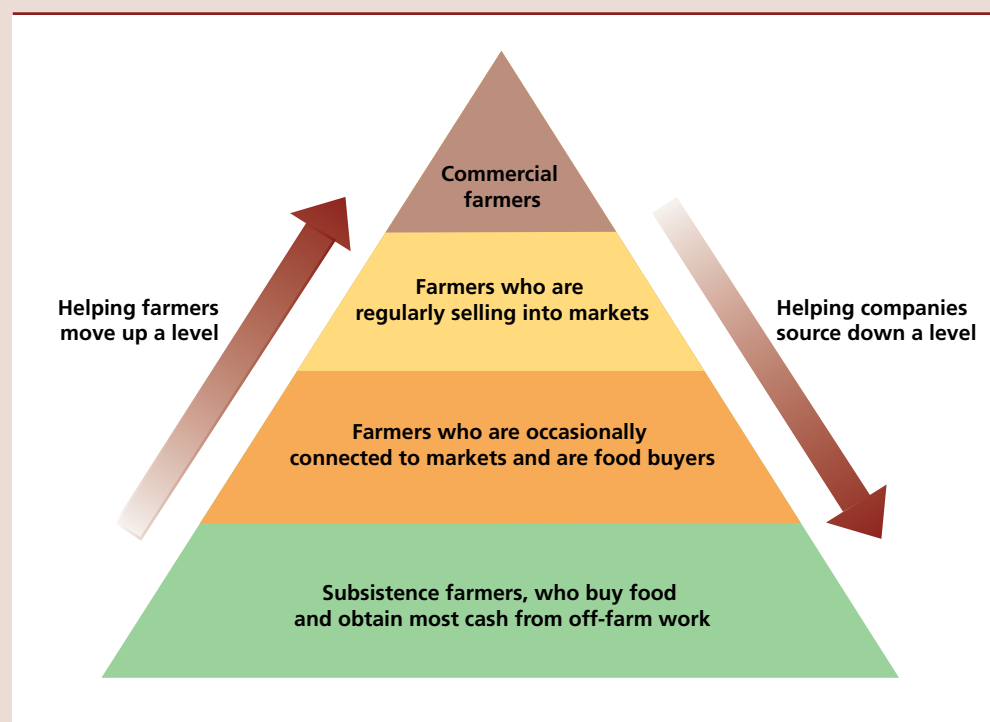 Commercial
farmers
Farmers who are
regularly selling into markets
Helping farmers
move up a level
Helping companies
source down a level
Farmers who are occasionally
connected to markets and are food buyers
Subsistence farmers, who buy food
and obtain most cash from off-farm work